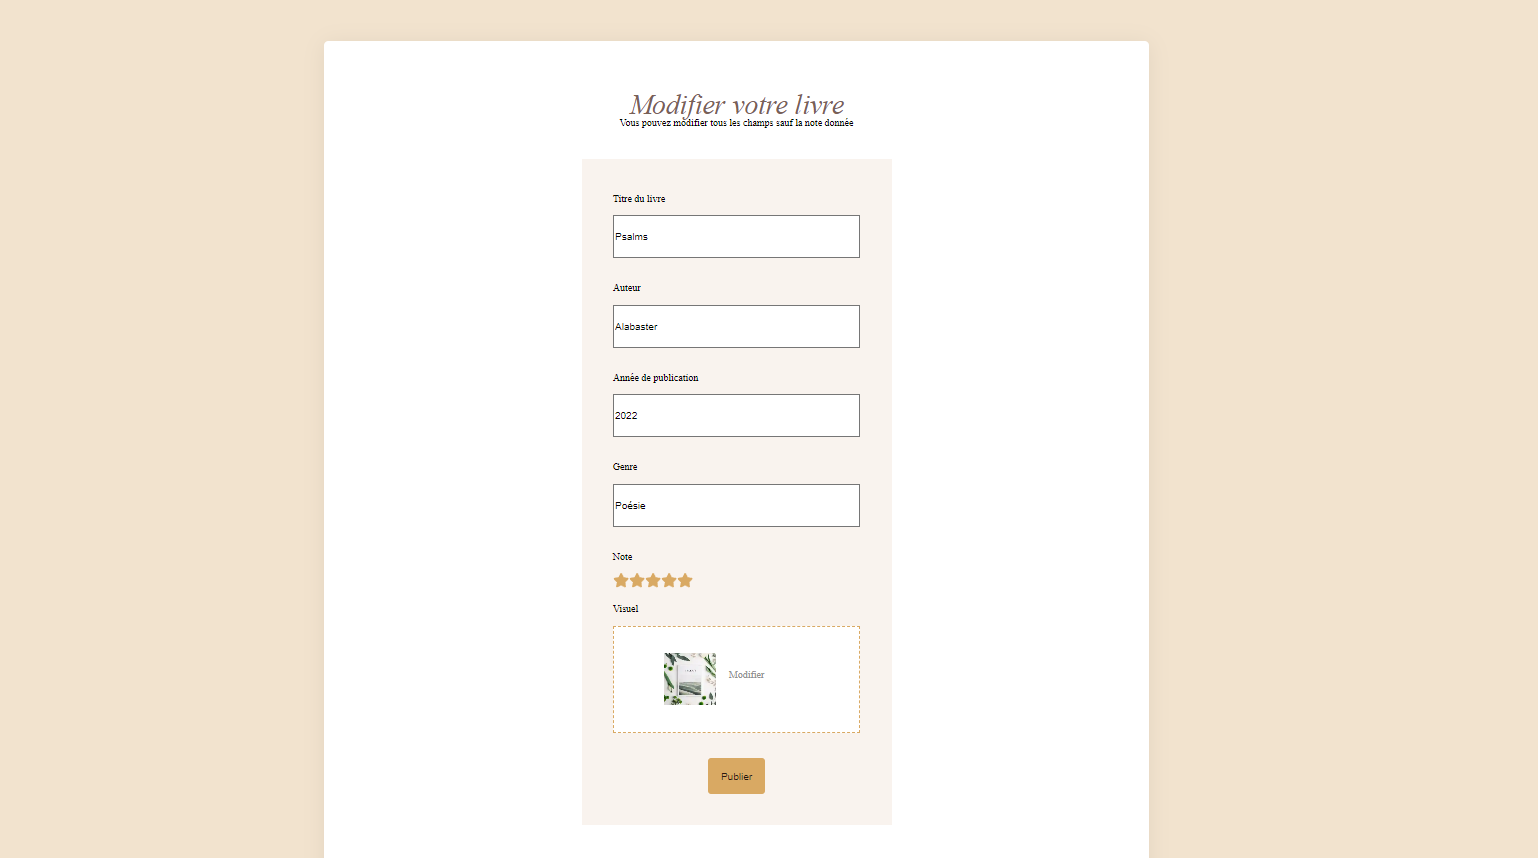 Modifier votre livre
Vous pouvez modifier tous les champs sauf la note donnée
Titre du livre
Psalms
Auteur
Alabaster
Année de publication
2022
Genre
Poésie
Note
Visuel
Modifier
Publier